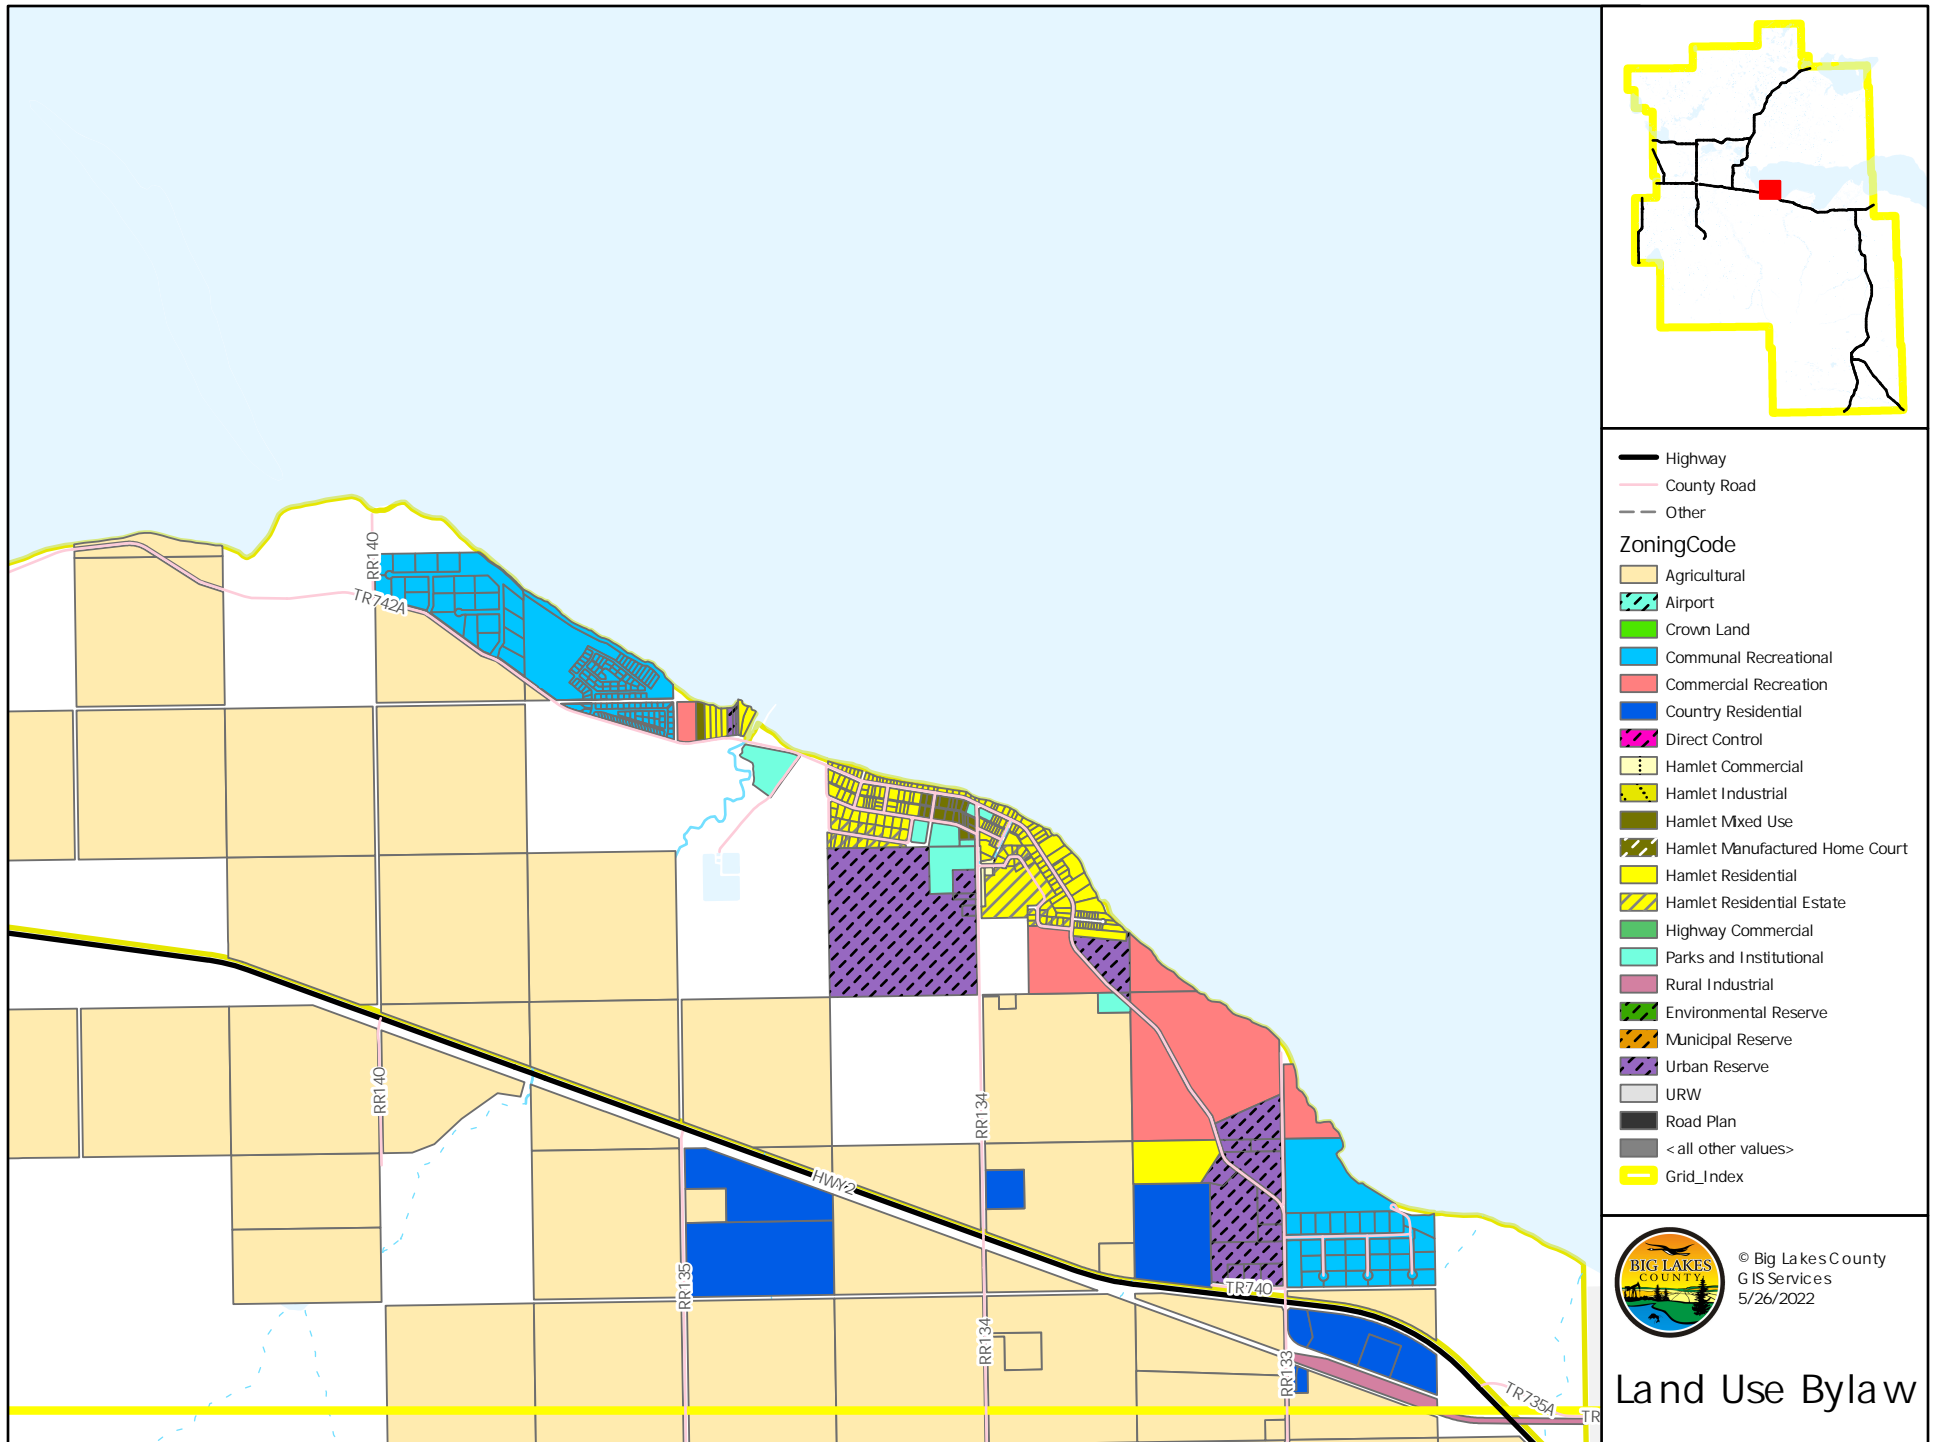 RR140
TR742A
RR140
RR134
HWY 2
RR135
TR740
RR134
RR133
TR735A
TR
Highway
County Road
Other
ZoningCode
Agricultural
Airport
Crown Land
Communal Recreational
Commercial Recreation
Country Residential
Direct Control
Hamlet Commercial
Hamlet Industrial
Hamlet Mixed Use
Hamlet Manufactured Home Court
Hamlet Residential
Hamlet Residential Estate
Highway Commercial
Parks and Institutional
Rural Industrial
Environmental Reserve
Municipal Reserve
Urban Reserve
URW
Road Plan
<all other values>
Grid_Index
BIG LAKES
COUNTY
© Big Lakes County
GIS Services
5/26/2022
Land Use Bylaw